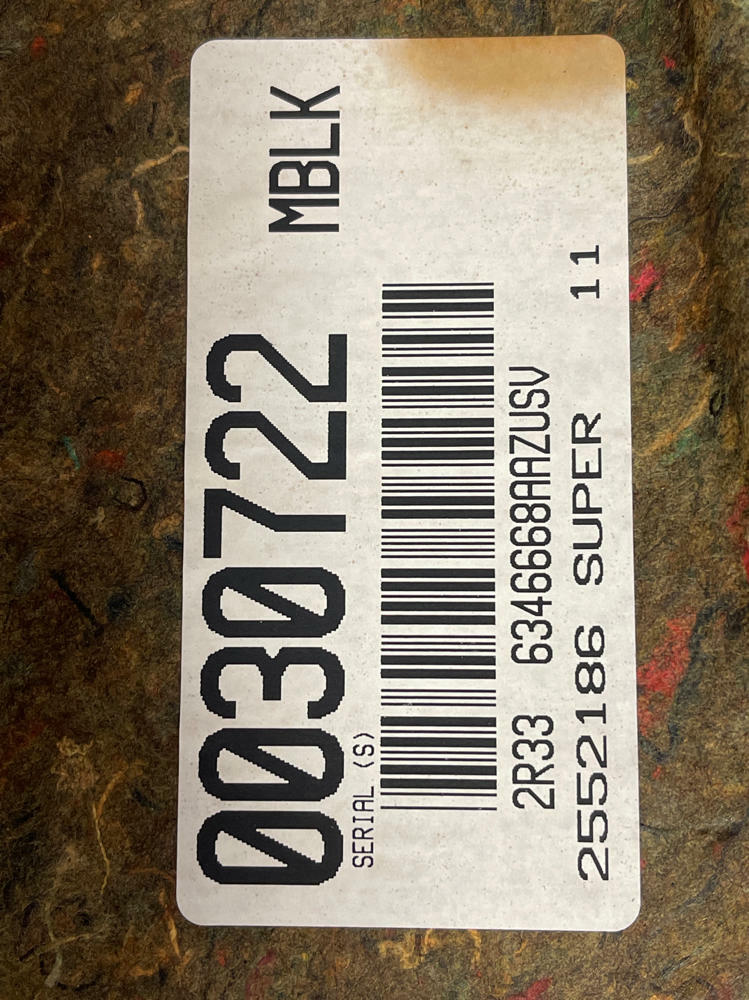 0030722 MBLK
SERIAL (S)
2R33 6346668AAZUSV
2552186 SUPER 11